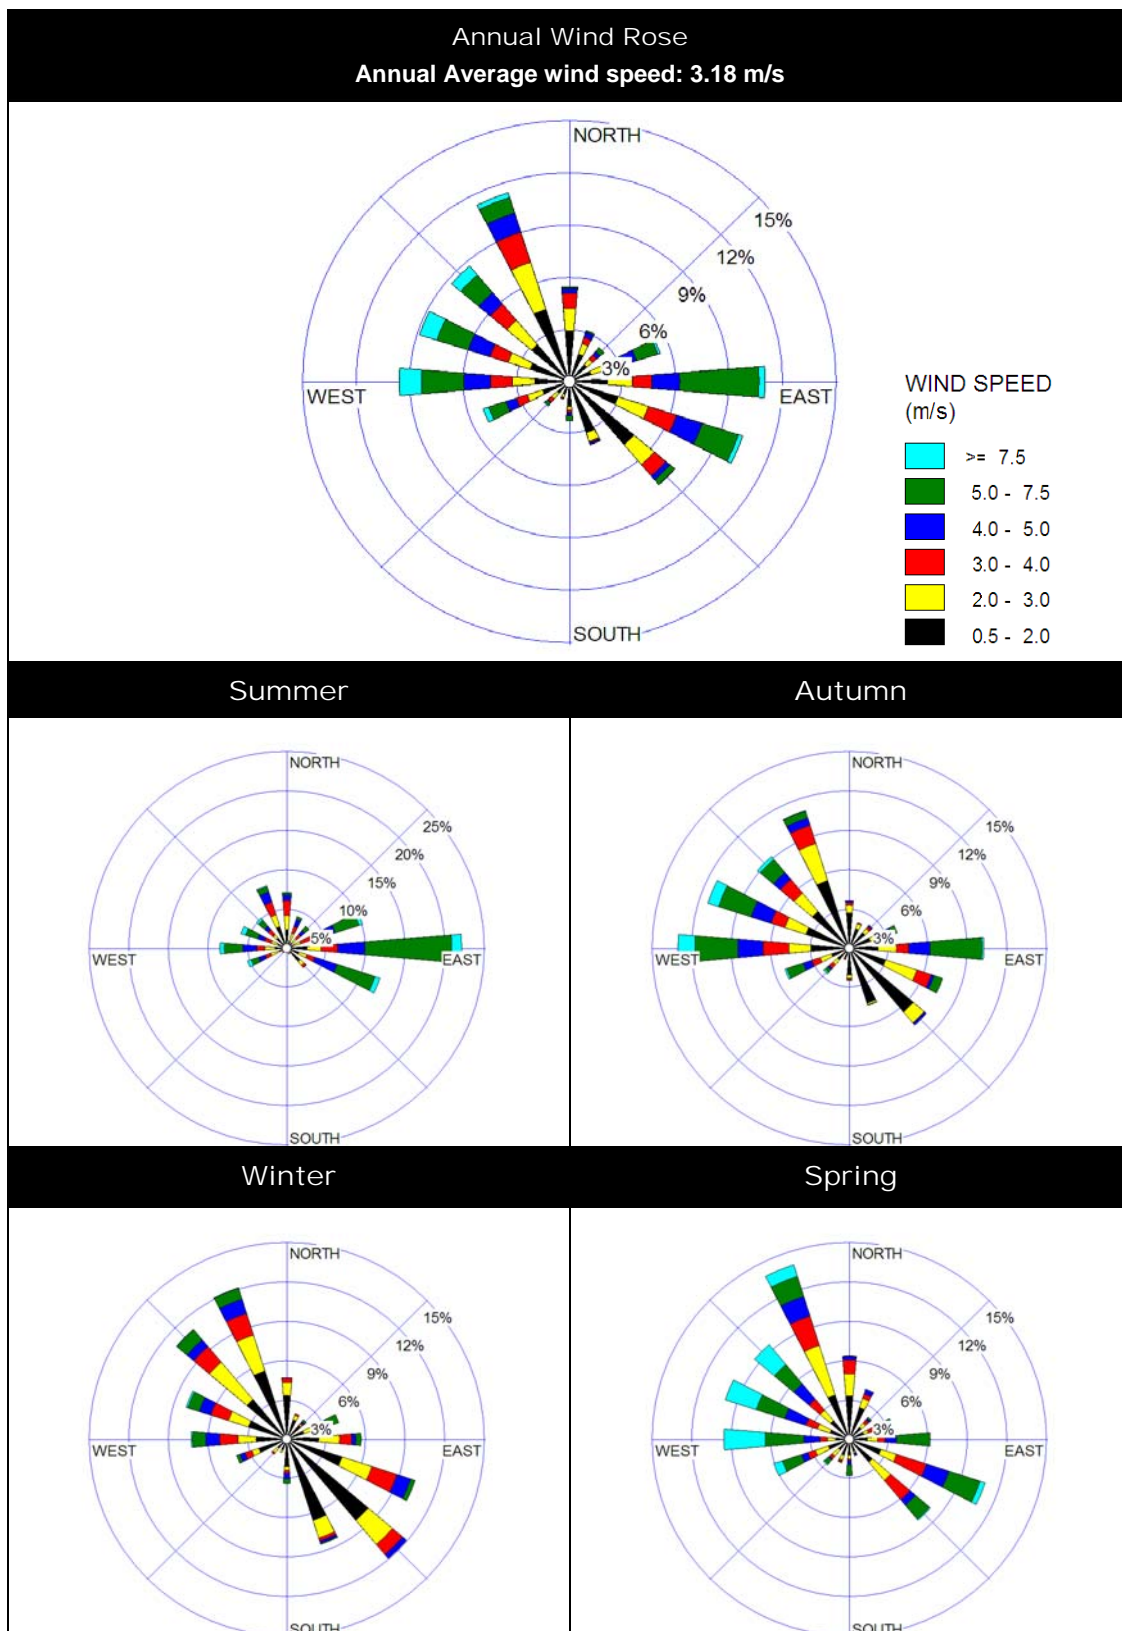 Annual Wind Rose
Annual Average wind speed: 3.18 m/s
NORTH
15%
12%
9%
6%
3%
WEST
EAST
SOUTH
WIND SPEED
(m/s)
>= 7.5
5.0 - 7.5
4.0 - 5.0
3.0 - 4.0
2.0 - 3.0
0.5 - 2.0
Summer
Autumn
NORTH
25%
20%
15%
10%
5%
WEST
EAST
SOUTH
NORTH
15%
12%
9%
6%
3%
WEST
EAST
SOUTH
Winter
Spring
NORTH
15%
12%
9%
6%
3%
WEST
EAST
SOUTH
NORTH
15%
12%
9%
6%
3%
WEST
EAST
SOUTH